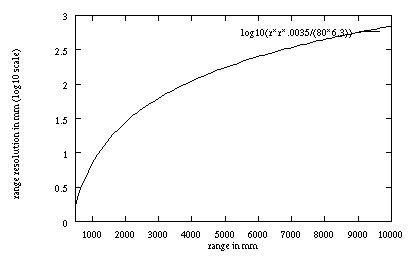 3
log10(r*r*.0035/(80*6.3))
2.5
2
1.5
1
0.5
0
range resolution in mm (log10 scale)
1000 2000 3000 4000 5000 6000 7000 8000 9000 10000
range in mm